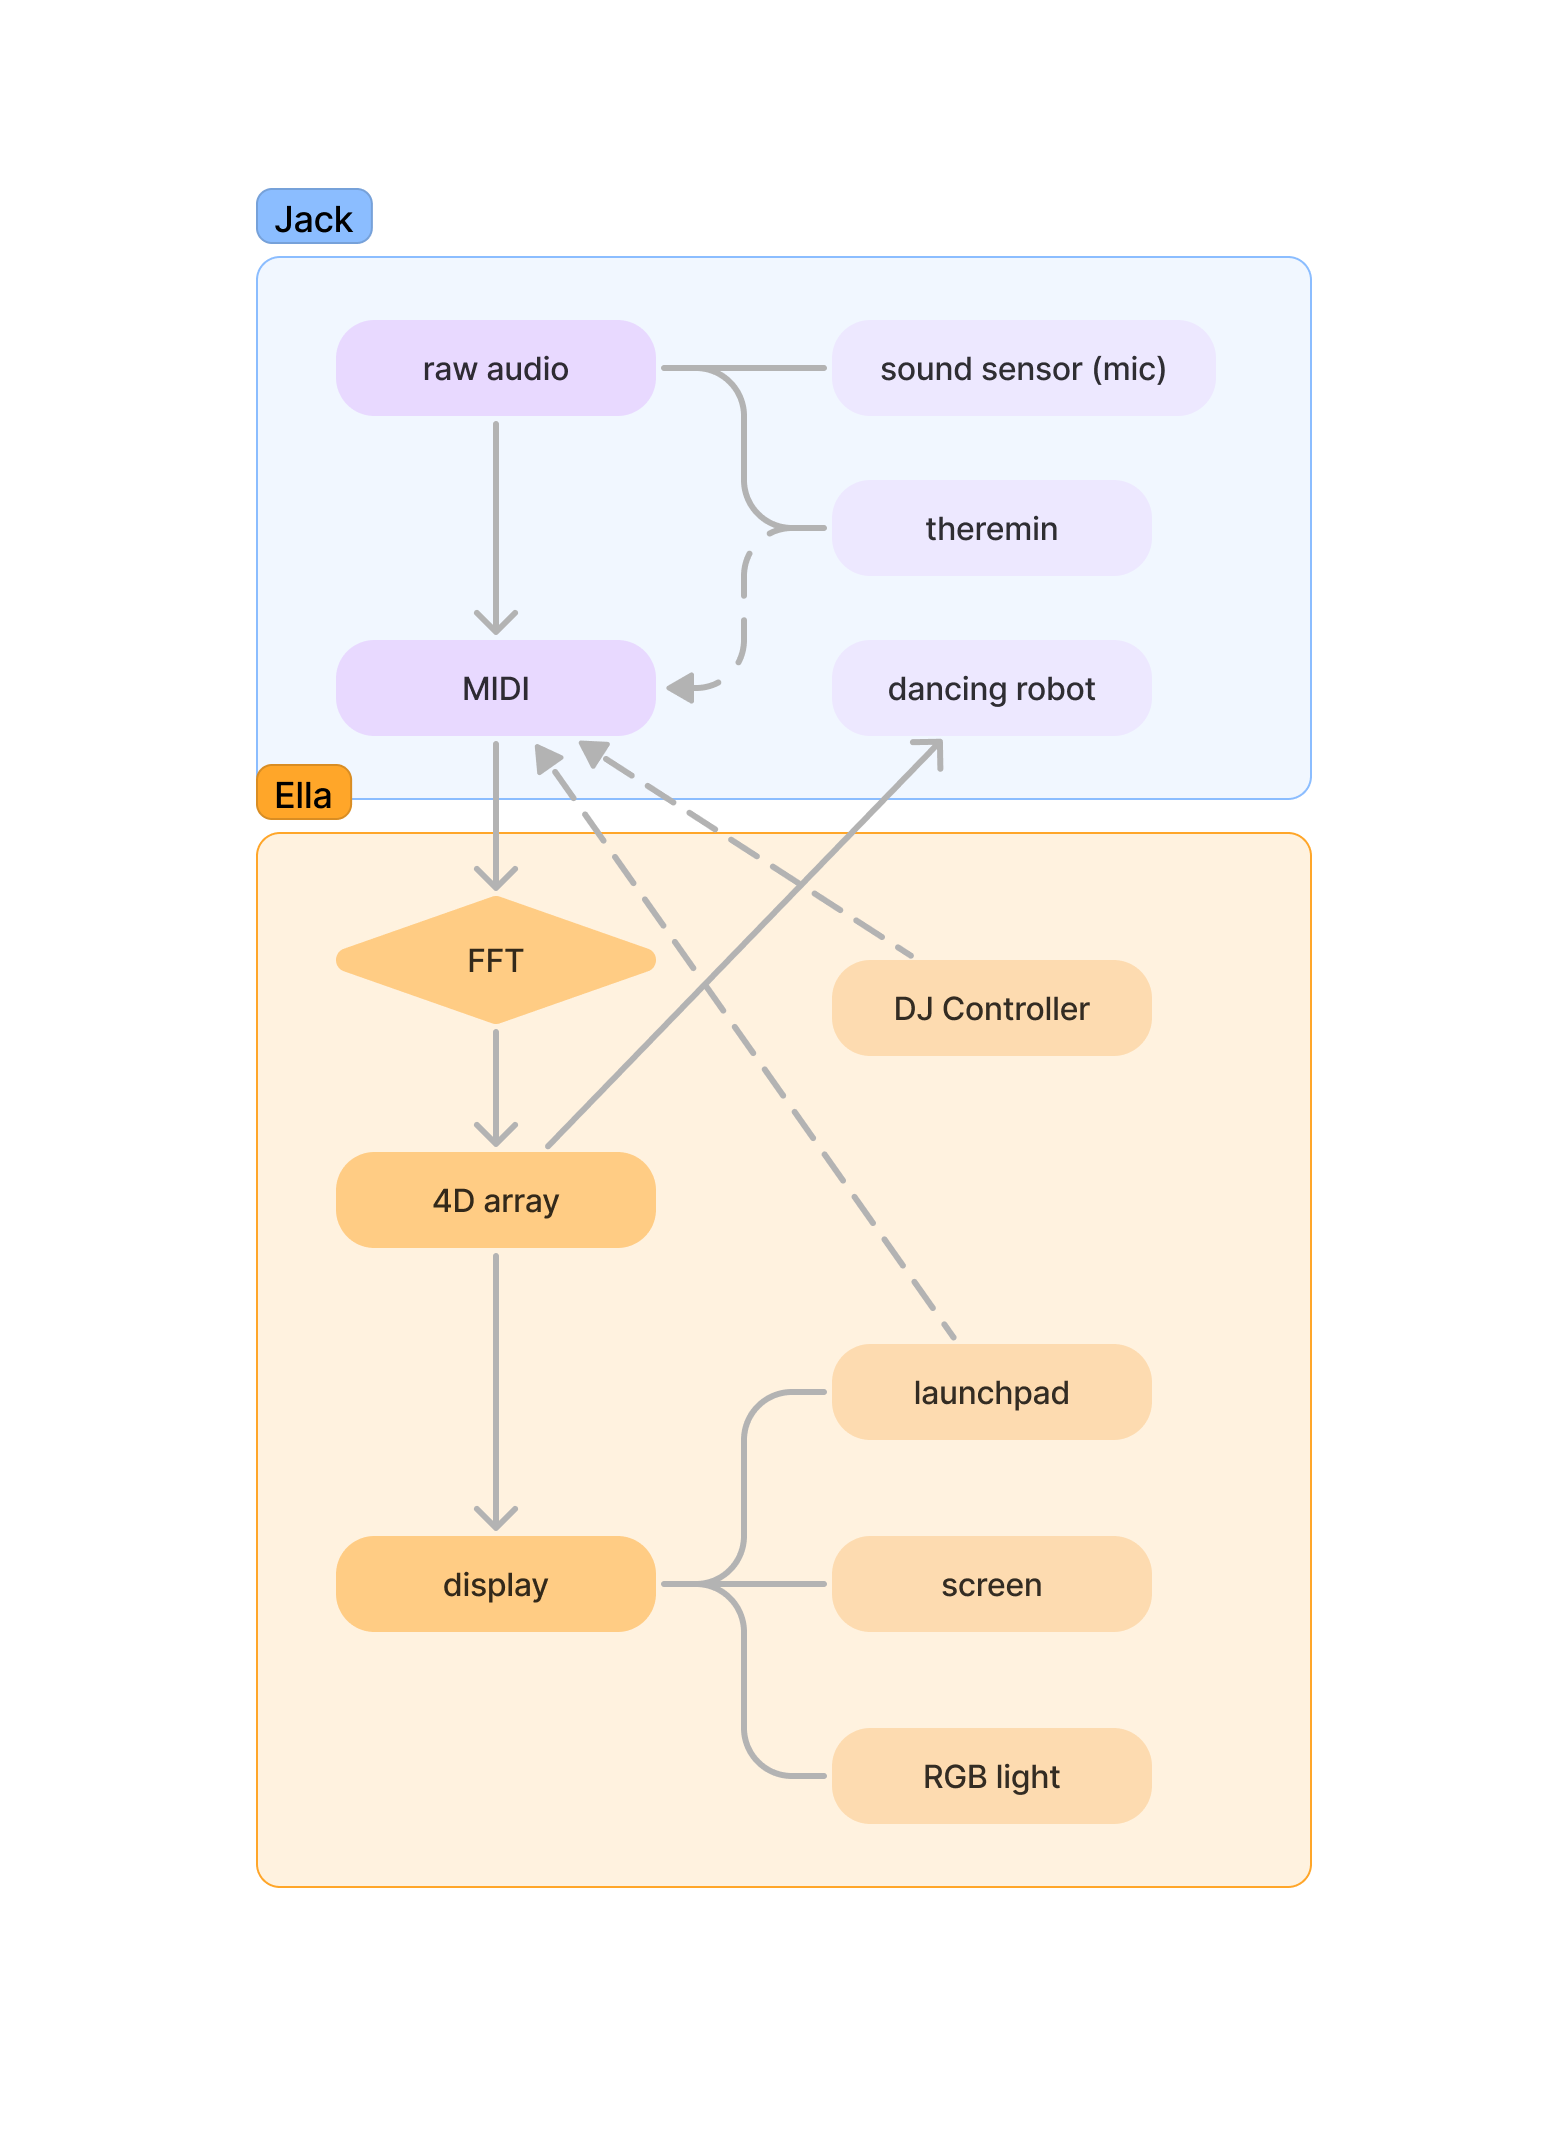 Jack
raw audio
sound sensor (mic)
theremin
MIDI
dancing robot
Ella
FFT
DJ Controller
4D array
launchpad
display
screen
RGB light